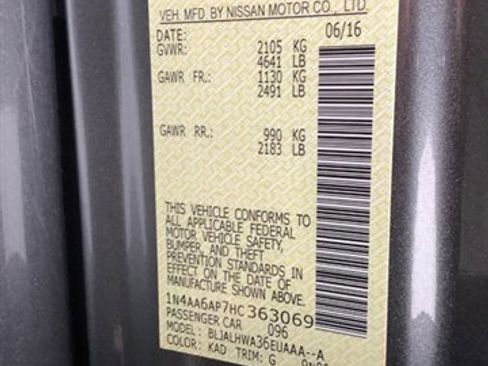 VEH. MFD. BY NISSAN MOTOR CO., LTD.
DATE: 06/16
GVWR: 2105 KG
4641 LB
GAWR FR.: 1130 KG
2491 LB
GAWR RR.: 990 KG
2183 LB
THIS VEHICLE CONFORMS TO
ALL APPLICABLE FEDERAL
MOTOR VEHICLE SAFETY,
BUMPER, AND THEFT
PREVENTION STANDARDS IN
EFFECT ON THE DATE OF
MANUFACTURE SHOWN ABOVE.
1N4AA6AP7HC363069
PASSENGER CAR 096
MODEL: BLJALHWA36EUAAA--A
COLOR: KAD TRIM: G